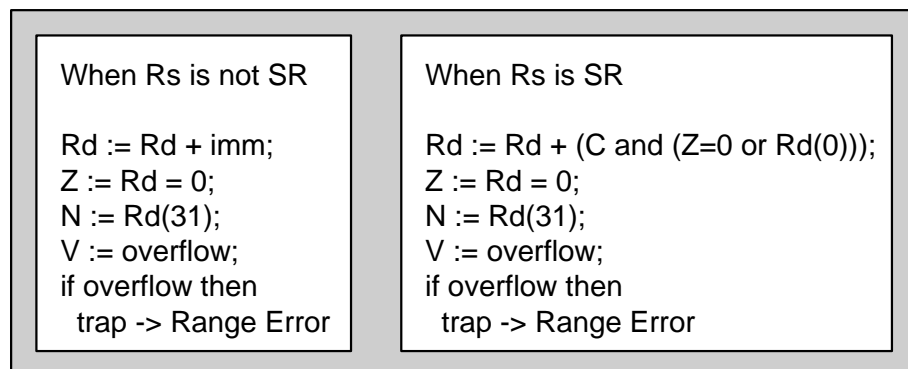 When Rs is not SR
Rd := Rd + imm;
Z := Rd = 0;
N := Rd(31);
V := overflow;
if overflow then
trap -> Range Error
When Rs is SR
Rd := Rd + (C and (Z=0 or Rd(0)));
Z := Rd = 0;
N := Rd(31);
V := overflow;
if overflow then
trap -> Range Error